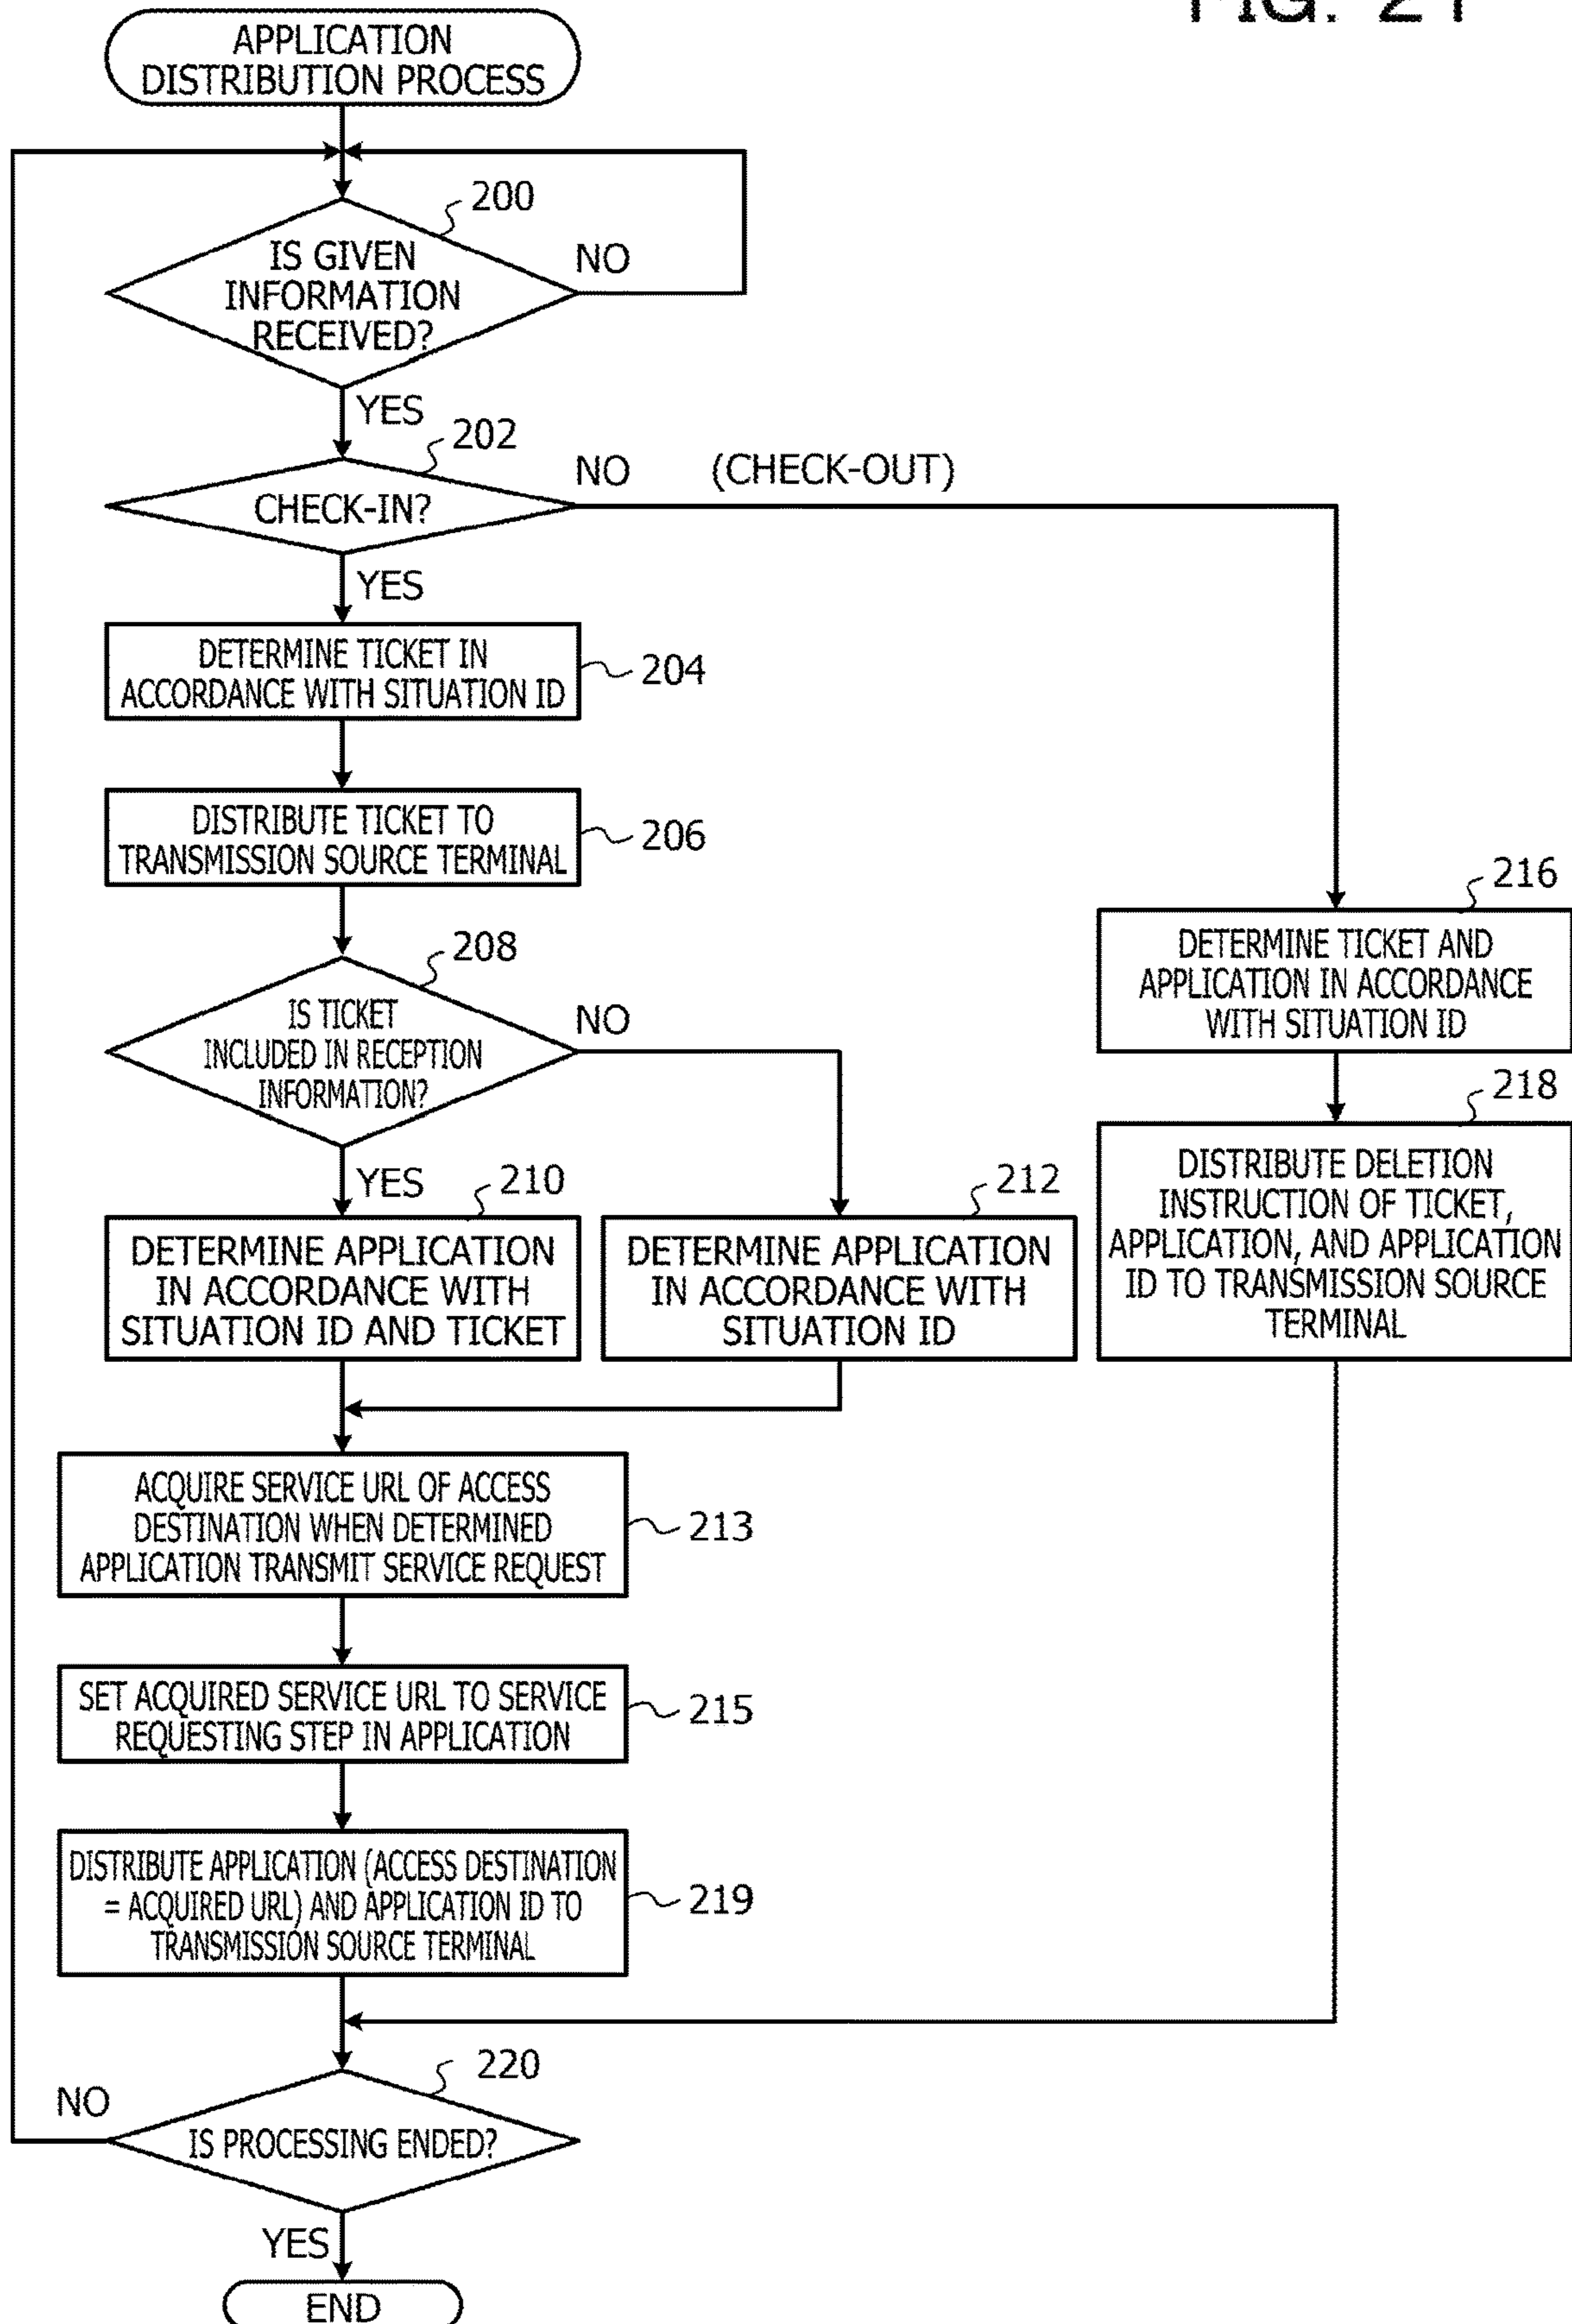 FIG. 21
APPLICATION
DISTRIBUTION PROCESS
200
IS GIVEN
INFORMATION
RECEIVED?
NO
YES
202
CHECK-IN?
NO (CHECK-OUT)
YES
DETERMINE TICKET IN
ACCORDANCE WITH SITUATION ID
204
DISTRIBUTE TICKET TO
TRANSMISSION SOURCE TERMINAL
206
208
IS TICKET
INCLUDED IN RECEPTION
INFORMATION?
NO
YES
210
DETERMINE APPLICATION
IN ACCORDANCE WITH
SITUATION ID AND TICKET
212
DETERMINE APPLICATION
IN ACCORDANCE WITH
SITUATION ID
216
DETERMINE TICKET AND
APPLICATION IN ACCORDANCE
WITH SITUATION ID
218
DISTRIBUTE DELETION
INSTRUCTION OF TICKET,
APPLICATION, AND APPLICATION
ID TO TRANSMISSION SOURCE
TERMINAL
ACQUIRE SERVICE URL OF ACCESS
DESTINATION WHEN DETERMINED
APPLICATION TRANSMIT SERVICE REQUEST
213
SET ACQUIRED SERVICE URL TO SERVICE
REQUESTING STEP IN APPLICATION
215
DISTRIBUTE APPLICATION (ACCESS DESTINATION
= ACQUIRED URL) AND APPLICATION ID TO
TRANSMISSION SOURCE TERMINAL
219
220
IS PROCESSING ENDED?
NO
YES
END